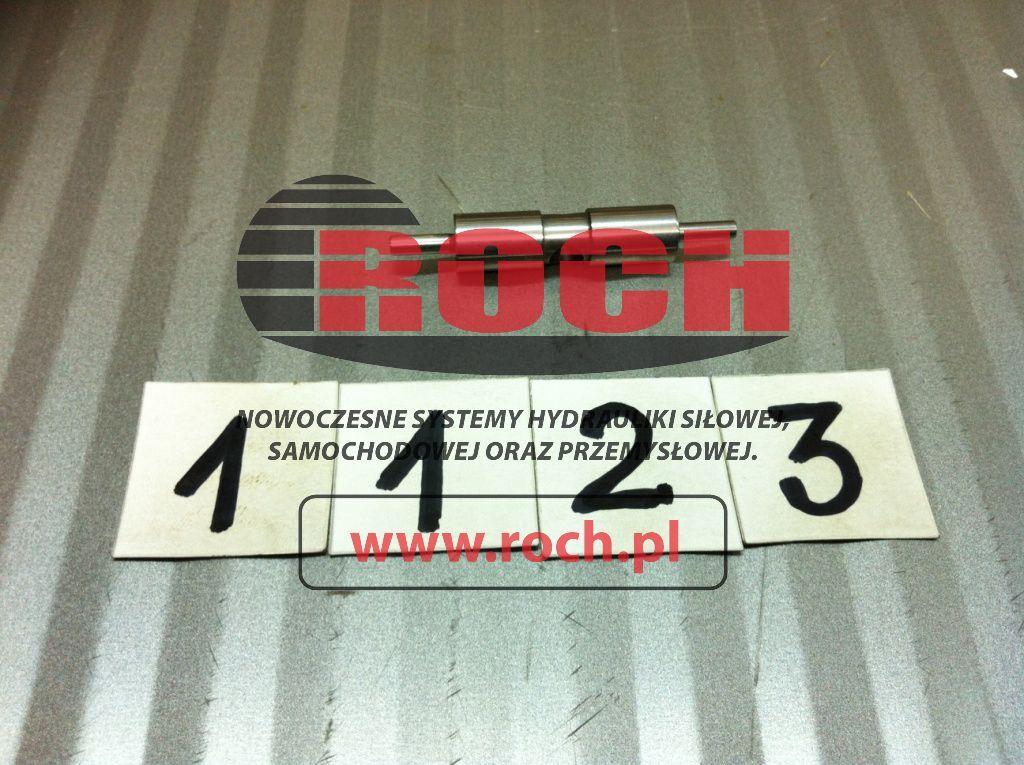 ROCH
NOWOCZESNE SYSTEMY HYDRAULIKI SIŁOWEJ,
SAMOCHODOWEJ ORAZ PRZEMYSŁOWEJ.
1 1 2 3
www.roch.pl